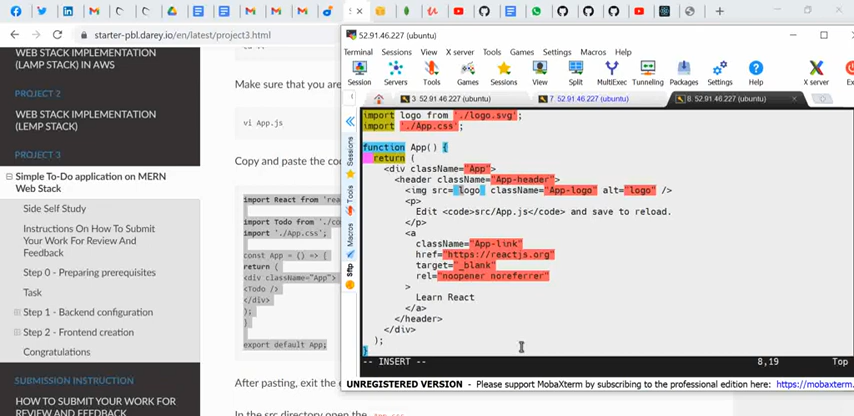 starter-pbl.darey.io/en/latest/project3.html
WEB STACK IMPLEMENTATION
(LAMP STACK) IN AWS
PROJECT 2
WEB STACK IMPLEMENTATION
(LEMP STACK)
PROJECT 3
Simple To-Do application on MERN
Web Stack
Side Self Study
Instructions On How To Submit
Your Work For Review And
Feedback
Step 0 - Preparing prerequisites
Task
Step 1 - Backend configuration
Step 2 - Frontend creation
Congratulations
SUBMISSION INSTRUCTION
HOW TO SUBMIT YOUR WORK FOR
REVIEW AND FEEDBACK
Make sure that you are
vi App.js
Copy and paste the co
import React from 'rea
import Todo from './co
import './App.css';
const App = () => {
return (
<div className="App">
<Todo />
</div>
);
}
export default App;
After pasting, exit the
In the src directory open the
52.91.46.227 (ubuntu)
Terminal Sessions View X server Tools Games Settings Macros Help
Session Servers Tools Games Sessions View Split MultiExec Tunneling Packages Settings Help X server Ex
3. 52.91.46.227 (ubuntu) 7. 52.91.46.227 (ubuntu) 8. 52.91.46.227 (ubuntu)
Sessions
Tools
Macros
Sftp
import logo from './logo.svg';
import './App.css';
function App() {
return (
<div className="App">
<header className="App-header">
<img src={logo} className="App-logo" alt="logo" />
<p>
Edit <code>src/App.js</code> and save to reload.
</p>
<a
className="App-link"
href="https://reactjs.org"
target="_blank"
rel="noopener noreferrer"
>
Learn React
</a>
</header>
</div>
);
}
-- INSERT -- 8,19 Top
UNREGISTERED VERSION - Please support MobaXterm by subscribing to the professional edition here: https://mobaxterm.